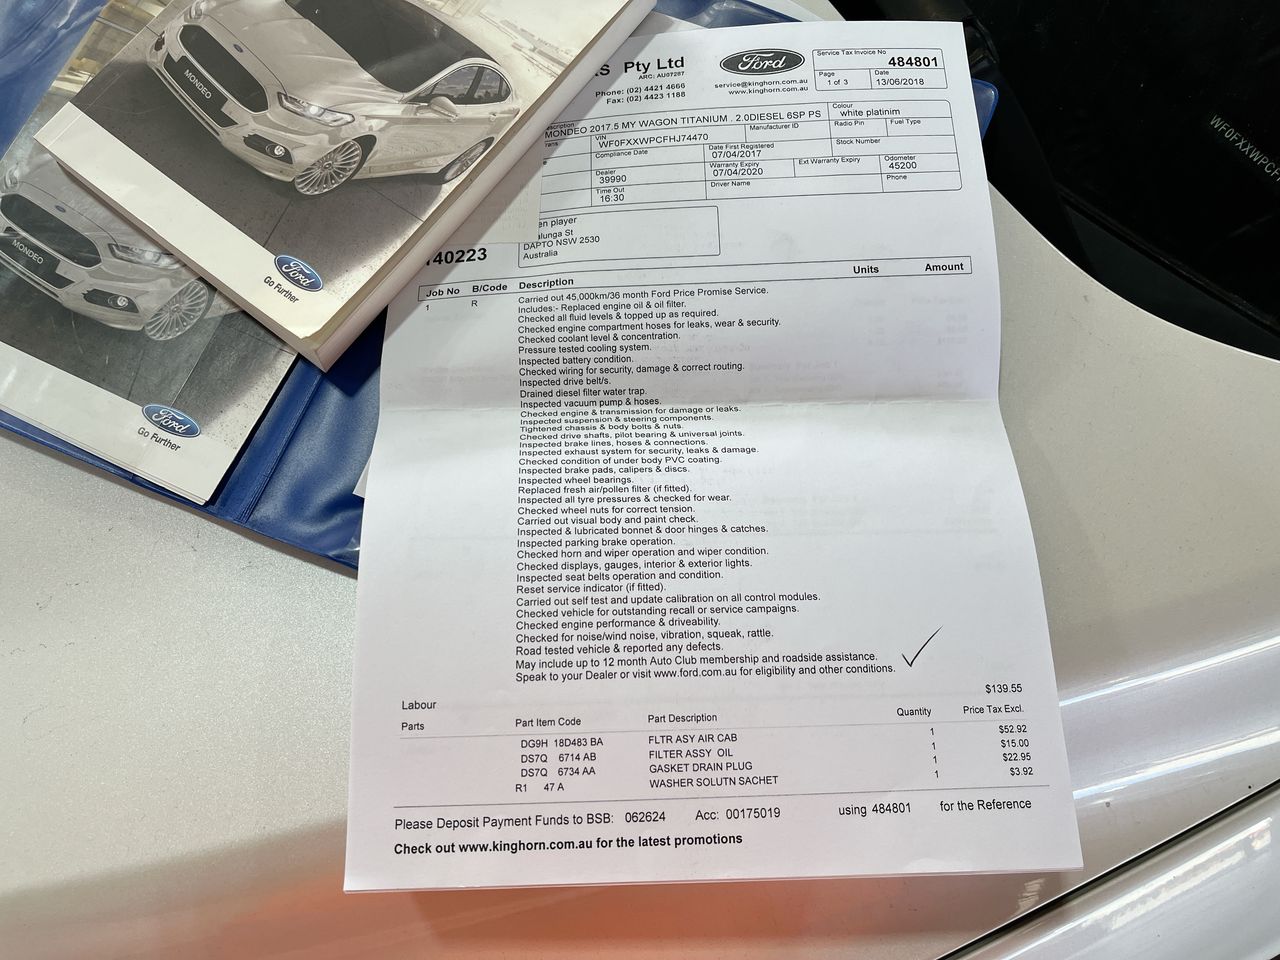 MONDEO
Ford
Go Further
MONDEO
Ford
Go Further
Pty Ltd
ARC: AU07287
Phone: (02) 4421 4666
Fax: (02) 4423 1188
Ford
service@kinghorn.com.au
www.kinghorn.com.au
Service Tax Invoice No
484801
Page
1 of 3
Date
13/06/2018
MONDEO 2017.5 MY WAGON TITANIUM . 2.0DIESEL 6SP PS
Colour
white platinim
VIN
WF0FXXWPCFHJ74470
Manufacturer ID
Radio Pin
Fuel Type
Compliance Date
Date First Registered
07/04/2017
Stock Number
Dealer
39990
Warranty Expiry
07/04/2020
Ext Warranty Expiry
Odometer
45200
Time Out
16:30
Driver Name
Phone
en player
alunga St
DAPTO NSW 2530
Australia
140223
Job No B/Code Description Units Amount
1 R Carried out 45,000km/36 month Ford Price Promise Service.
Includes:- Replaced engine oil & oil filter.
Checked all fluid levels & topped up as required.
Checked engine compartment hoses for leaks, wear & security.
Checked coolant level & concentration.
Pressure tested cooling system.
Inspected battery condition.
Checked wiring for security, damage & correct routing.
Inspected drive belt/s.
Drained diesel filter water trap.
Inspected vacuum pump & hoses.
Checked engine & transmission for damage or leaks.
Inspected suspension & steering components.
Tightened chassis & body bolts & nuts.
Checked drive shafts, pilot bearing & universal joints.
Inspected brake lines, hoses & connections.
Inspected exhaust system for security, leaks & damage.
Checked condition of under body PVC coating.
Inspected brake pads, calipers & discs.
Inspected wheel bearings.
Replaced fresh air/pollen filter (if fitted).
Inspected all tyre pressures & checked for wear.
Checked wheel nuts for correct tension.
Carried out visual body and paint check.
Inspected & lubricated bonnet & door hinges & catches.
Inspected parking brake operation.
Checked horn and wiper operation and wiper condition.
Checked displays, gauges, interior & exterior lights.
Inspected seat belts operation and condition.
Reset service indicator (if fitted).
Carried out self test and update calibration on all control modules.
Checked vehicle for outstanding recall or service campaigns.
Checked engine performance & driveability.
Checked for noise/wind noise, vibration, squeak, rattle.
Road tested vehicle & reported any defects.
May include up to 12 month Auto Club membership and roadside assistance.
Speak to your Dealer or visit www.ford.com.au for eligibility and other conditions.
Labour $139.55
Parts Part Item Code Part Description Quantity Price Tax Excl.
DG9H 18D483 BA FLTR ASY AIR CAB 1 $52.92
DS7Q 6714 AB FILTER ASSY OIL 1 $15.00
DS7Q 6734 AA GASKET DRAIN PLUG 1 $22.95
R1 47 A WASHER SOLUTN SACHET 1 $3.92
Please Deposit Payment Funds to BSB: 062624 Acc: 00175019 using 484801 for the Reference
Check out www.kinghorn.com.au for the latest promotions
WF0FXXWPCF